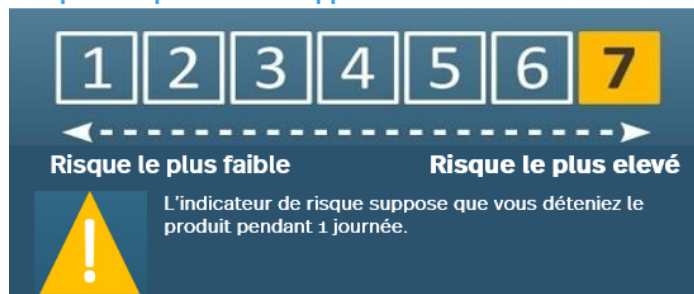 1 2 3 4 5 6 7
Risque le plus faible Risque le plus elevé
L'indicateur de risque suppose que vous déteniez le
produit pendant 1 journée.
!